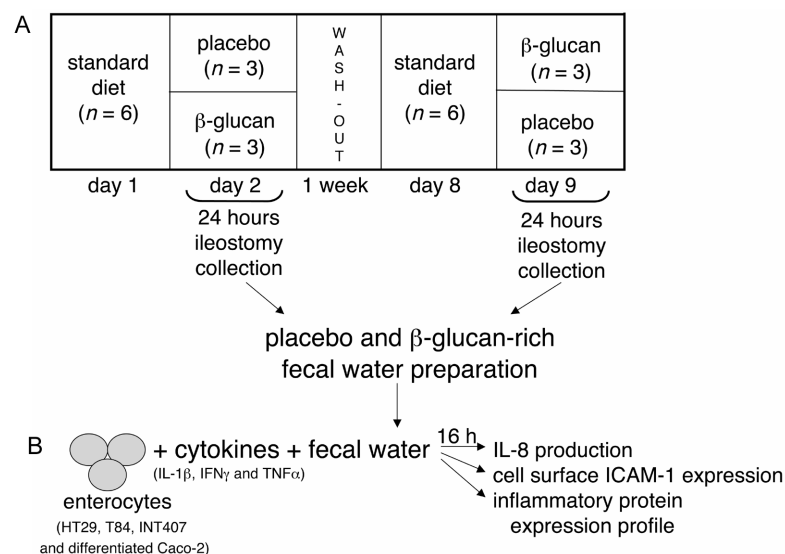 A
standard
diet
(n = 6)
placebo
(n = 3)
β-glucan
(n = 3)
W
A
S
H
-
O
U
T
standard
diet
(n = 6)
β-glucan
(n = 3)
placebo
(n = 3)
day 1
day 2
1 week
day 8
day 9
24 hours
ileostomy
collection
24 hours
ileostomy
collection
placebo and β-glucan-rich
fecal water preparation
B
+ cytokines + fecal water
(IL-1β, IFNγ and TNFα)
enterocytes
(HT29, T84, INT407
and differentiated Caco-2)
16 h
IL-8 production
cell surface ICAM-1 expression
inflammatory protein
expression profile